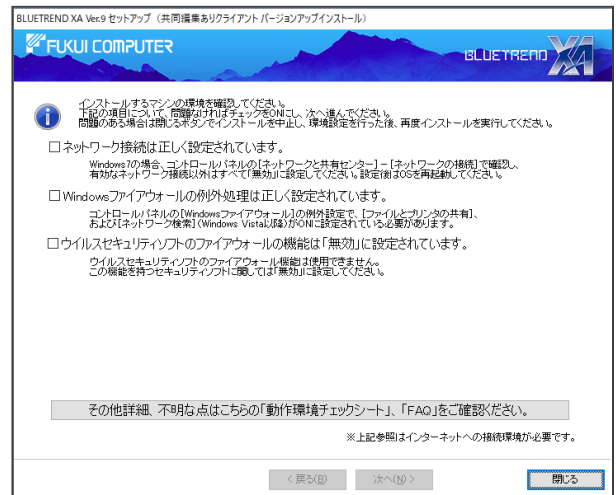 BLUETREND XA Ver.9 セットアップ （共同編集ありクライアント バージョンアップインストール）
FUKUI COMPUTER
BLUETREND XA
インストールするマシンの環境を確認してください。
下記の項目について、問題なければチェックをONにし、次へ進んでください。
問題のある場合は閉じるボタンでインストールを中止し、環境設定を行った後、再度インストールを実行してください。
ネットワーク接続は正しく設定されています。
Windows7の場合、コントロールパネルの[ネットワークと共有センター]－[ネットワークの接続]で確認し、
有効なネットワーク接続以外はすべて「無効」に設定してください。設定後はOSを再起動してください。
Windowsファイアウォールの例外処理は正しく設定されています。
コントロールパネルの[Windowsファイアウォール]の例外設定で、[ファイルとプリンタの共有]、
および[ネットワーク検索](Windows Vista以降)がONに設定されている必要があります。
ウイルスセキュリティソフトのファイアウォールの機能は「無効」に設定されています。
ウイルスセキュリティソフトのファイアウォール機能は使用できません。
この機能を持つセキュリティソフトに関しては「無効」に設定してください。
その他詳細、不明な点はこちらの「動作環境チェックシート」、「FAQ」をご確認ください。
※上記参照はインターネットへの接続環境が必要です。
< 戻る(B) 次へ(N) > 閉じる